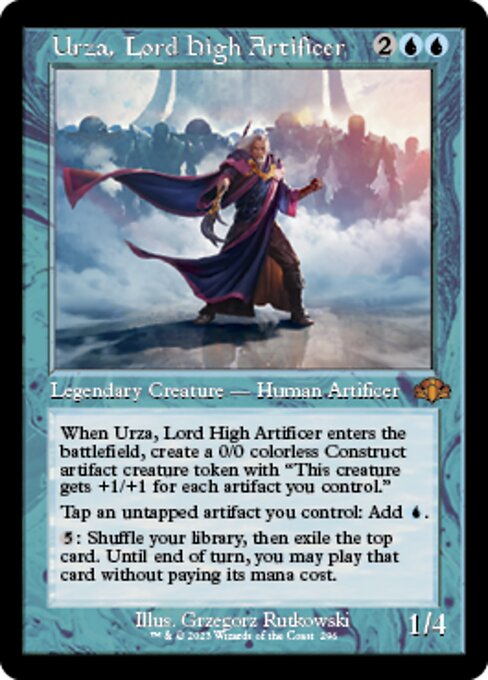 Urza, Lord High Artificer 2
Legendary Creature — Human Artificer
When Urza, Lord High Artificer enters the
battlefield, create a 0/0 colorless Construct
artifact creature token with “This creature
gets +1/+1 for each artifact you control.”
Tap an untapped artifact you control: Add .
5: Shuffle your library, then exile the top
card. Until end of turn, you may play that
card without paying its mana cost.
Illus. Grzegorz Rutkowski
1/4
™ & © 2023 Wizards of the Coast 296